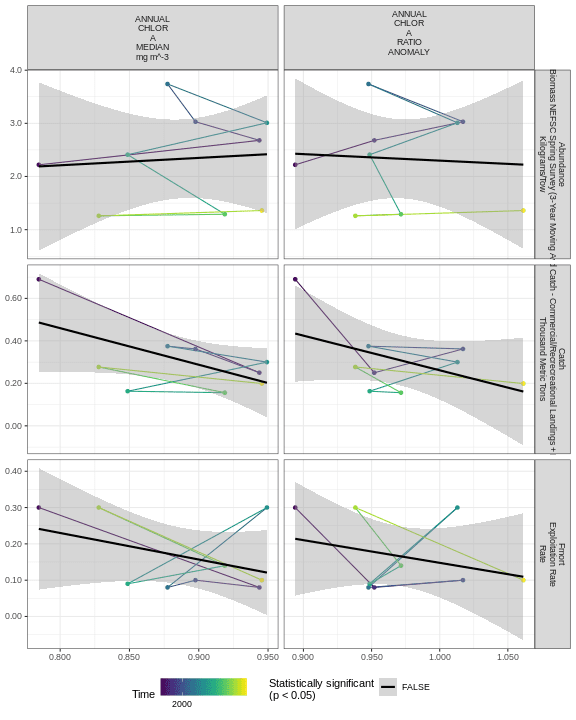 ANNUAL
CHLOR
A
MEDIAN
mg m^-3
ANNUAL
CHLOR
A
RATIO
ANOMALY
4.0
3.0
2.0
1.0
Abundance
Biomass NEFSC Spring Survey (3-Year Moving
Kilograms/Tow
0.60
0.40
0.20
0.00
Catch
Catch - Commercial/Recreational Landings +
Thousand Metric Tons
0.40
0.30
0.20
0.10
0.00
Fmort
Exploitation Rate
Rate
0.800
0.850
0.900
0.950
0.900
0.950
1.000
1.050
Time
2000
Statistically significant
(p < 0.05)
FALSE